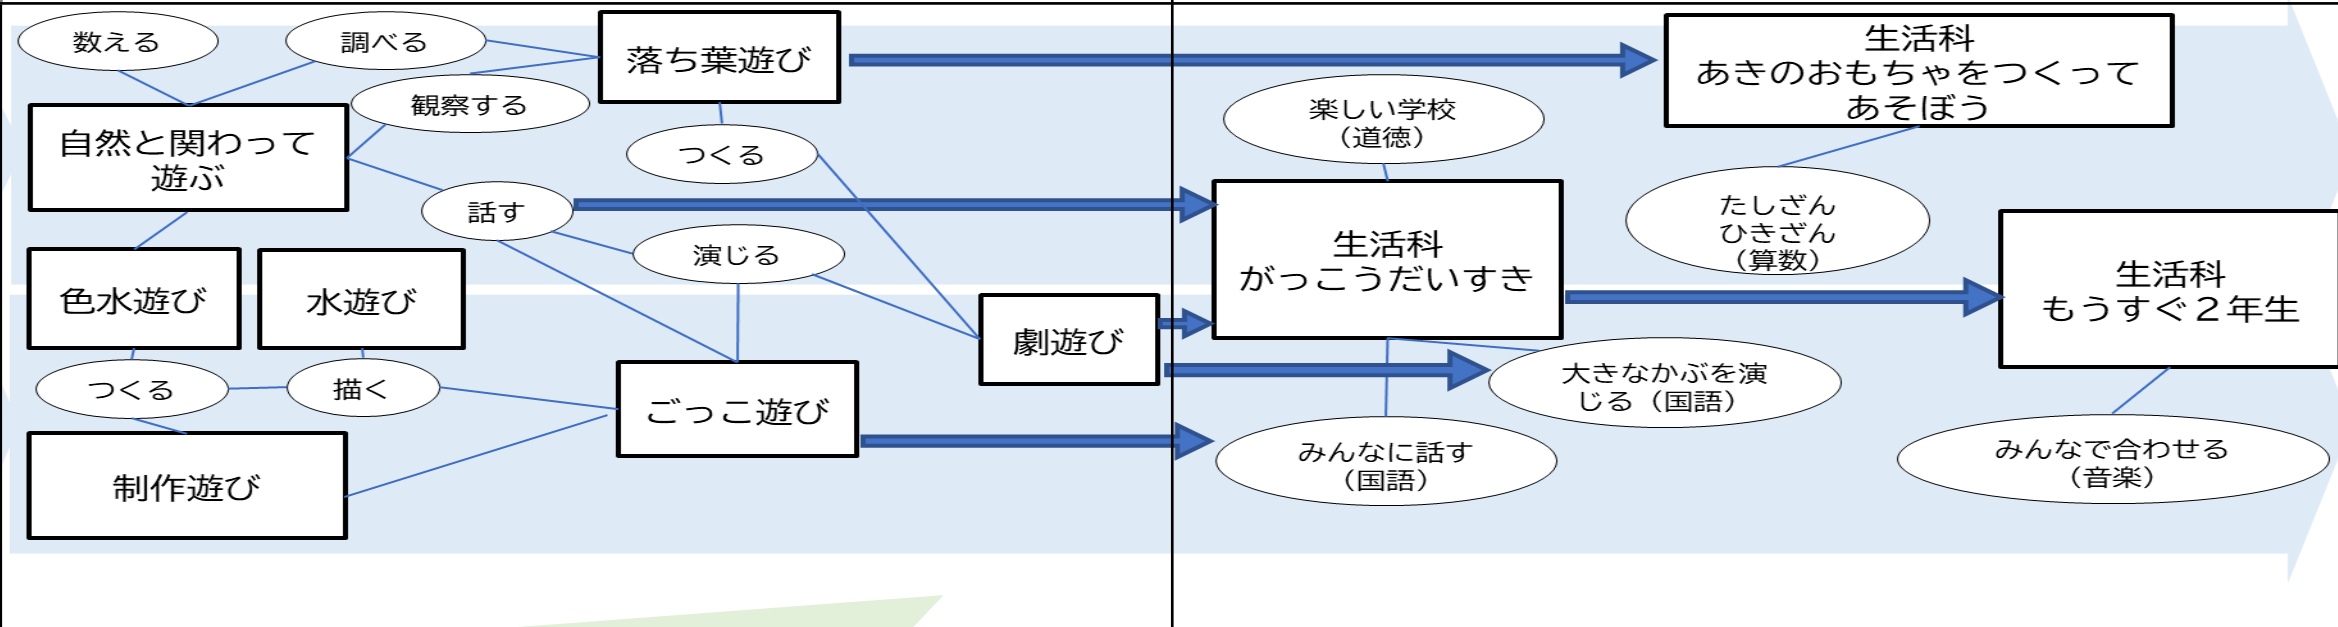 数える
調べる
落ち葉遊び
観察する
自然と関わって
遊ぶ
つくる
話す
演じる
色水遊び
水遊び
劇遊び
つくる
描く
ごっこ遊び
制作遊び
生活科
あきのおもちゃをつくって
あそぼう
楽しい学校
（道徳）
たしざん
ひきざん
（算数）
生活科
がっこうだいすき
生活科
もうすぐ２年生
大きなかぶを演
じる（国語）
みんなに話す
（国語）
みんなで合わせる
（音楽）